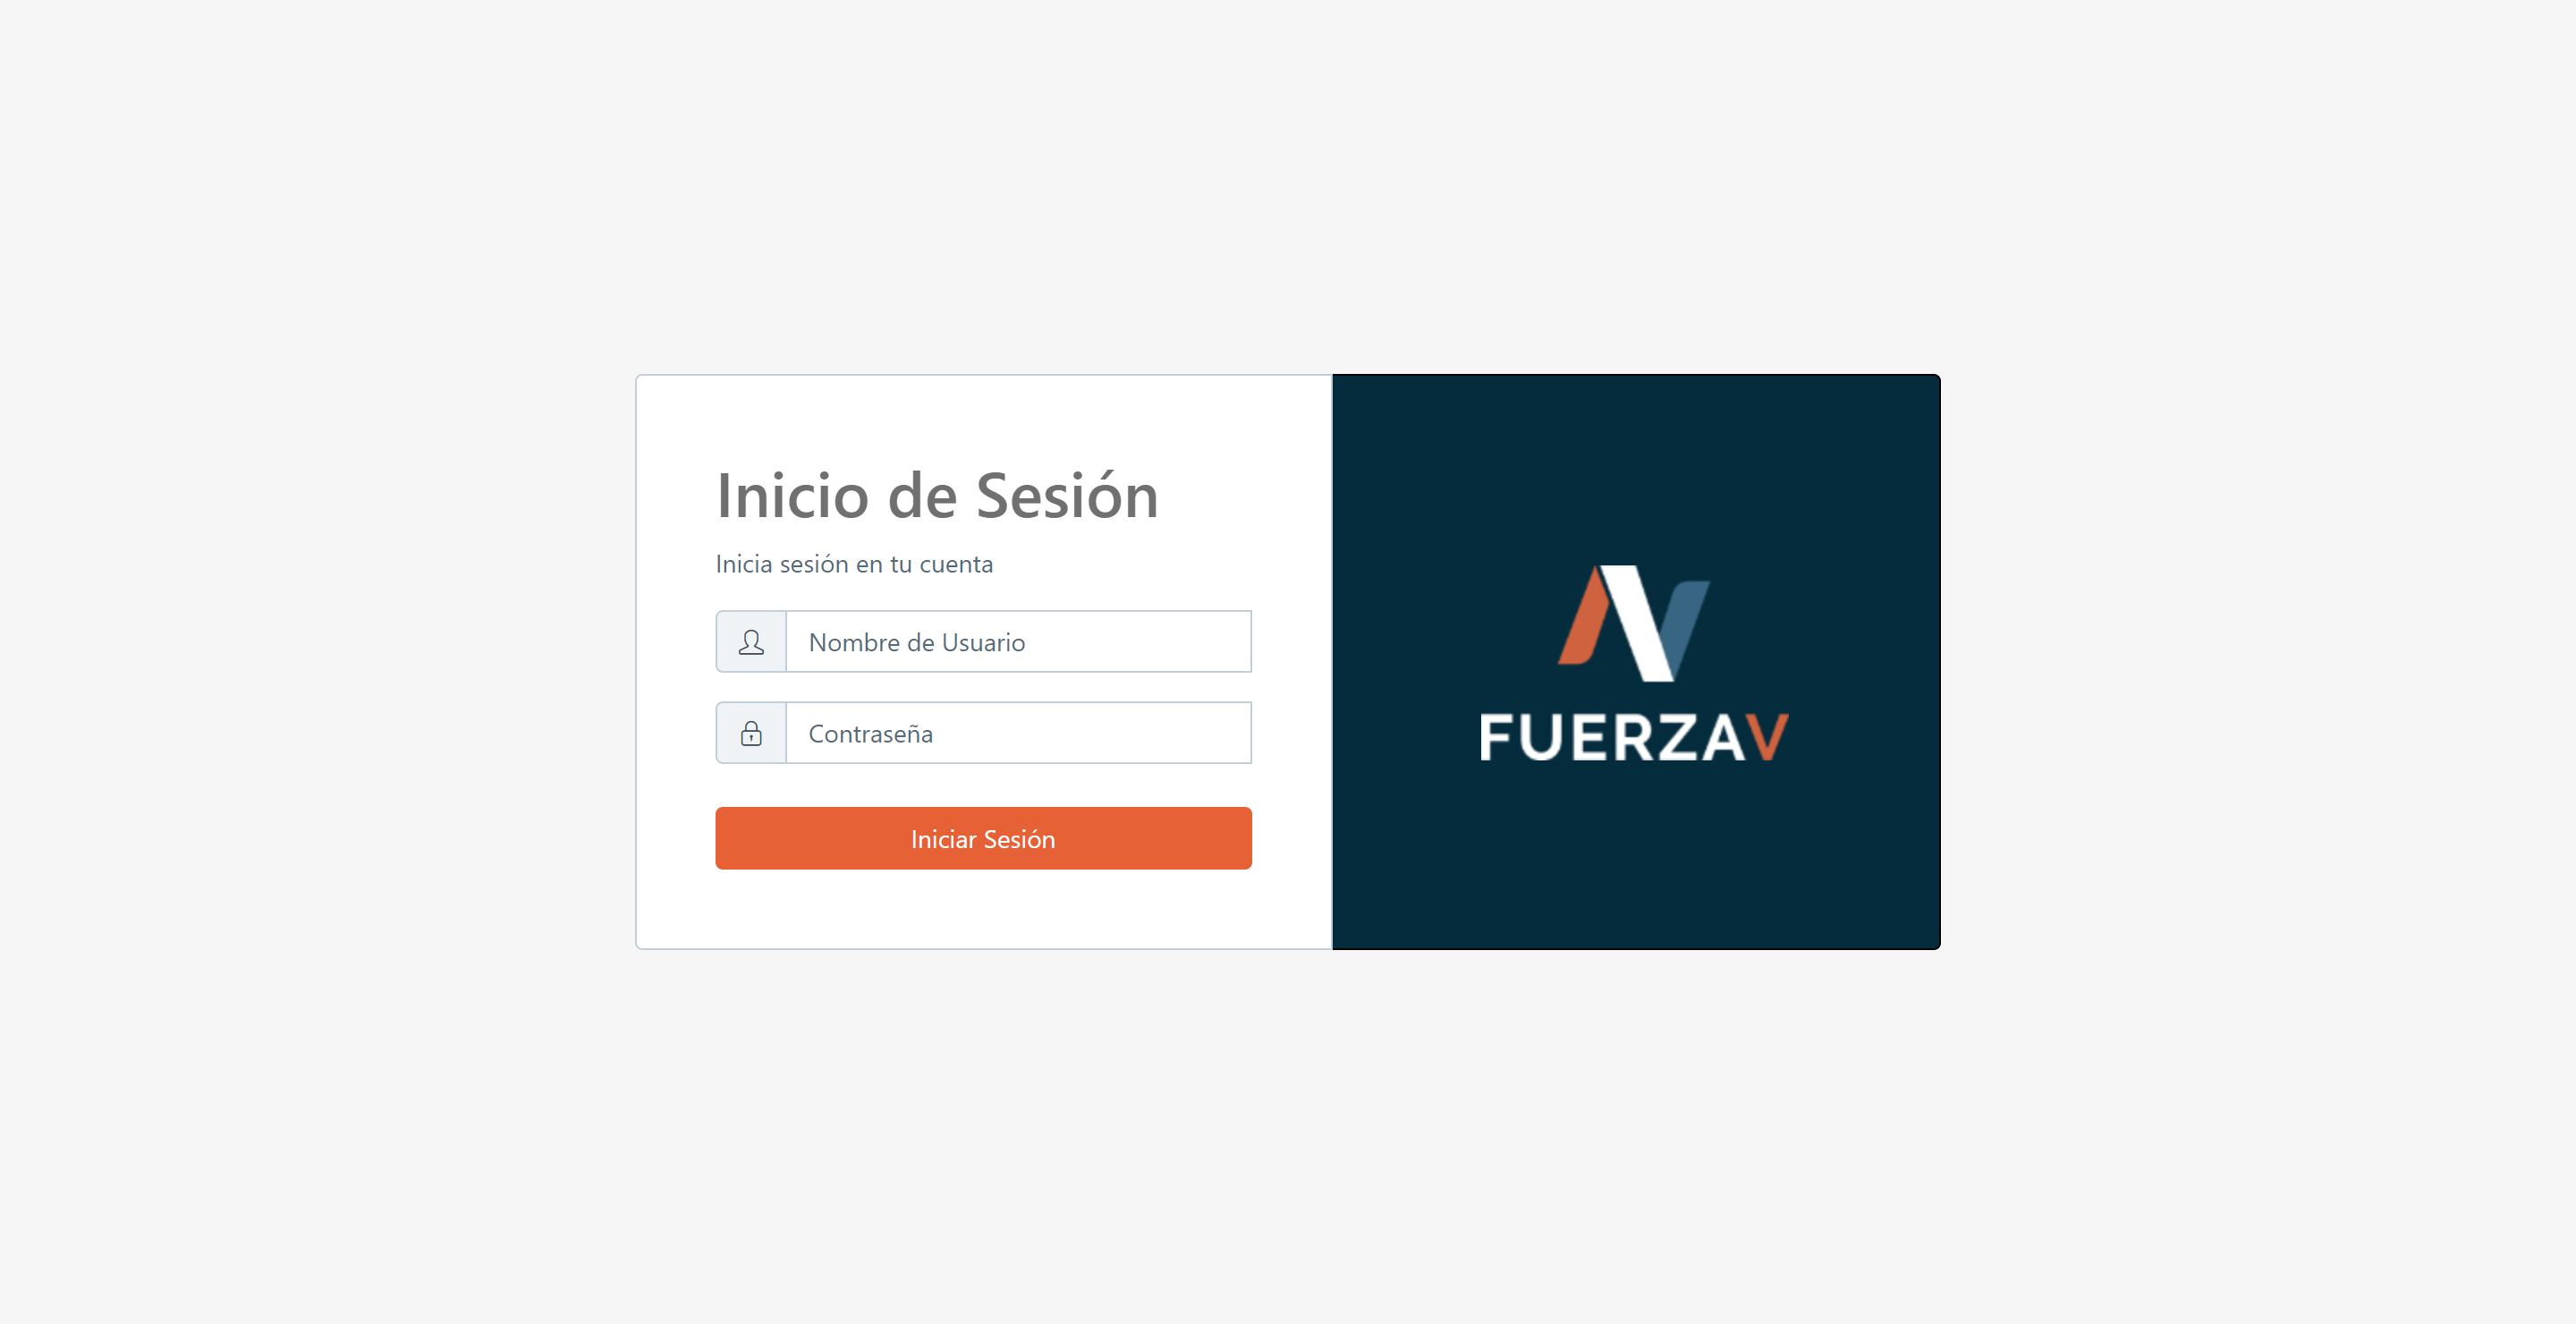 Inicio de Sesión
Inicia sesión en tu cuenta
Nombre de Usuario
Contraseña
Iniciar Sesión
FUERZAV